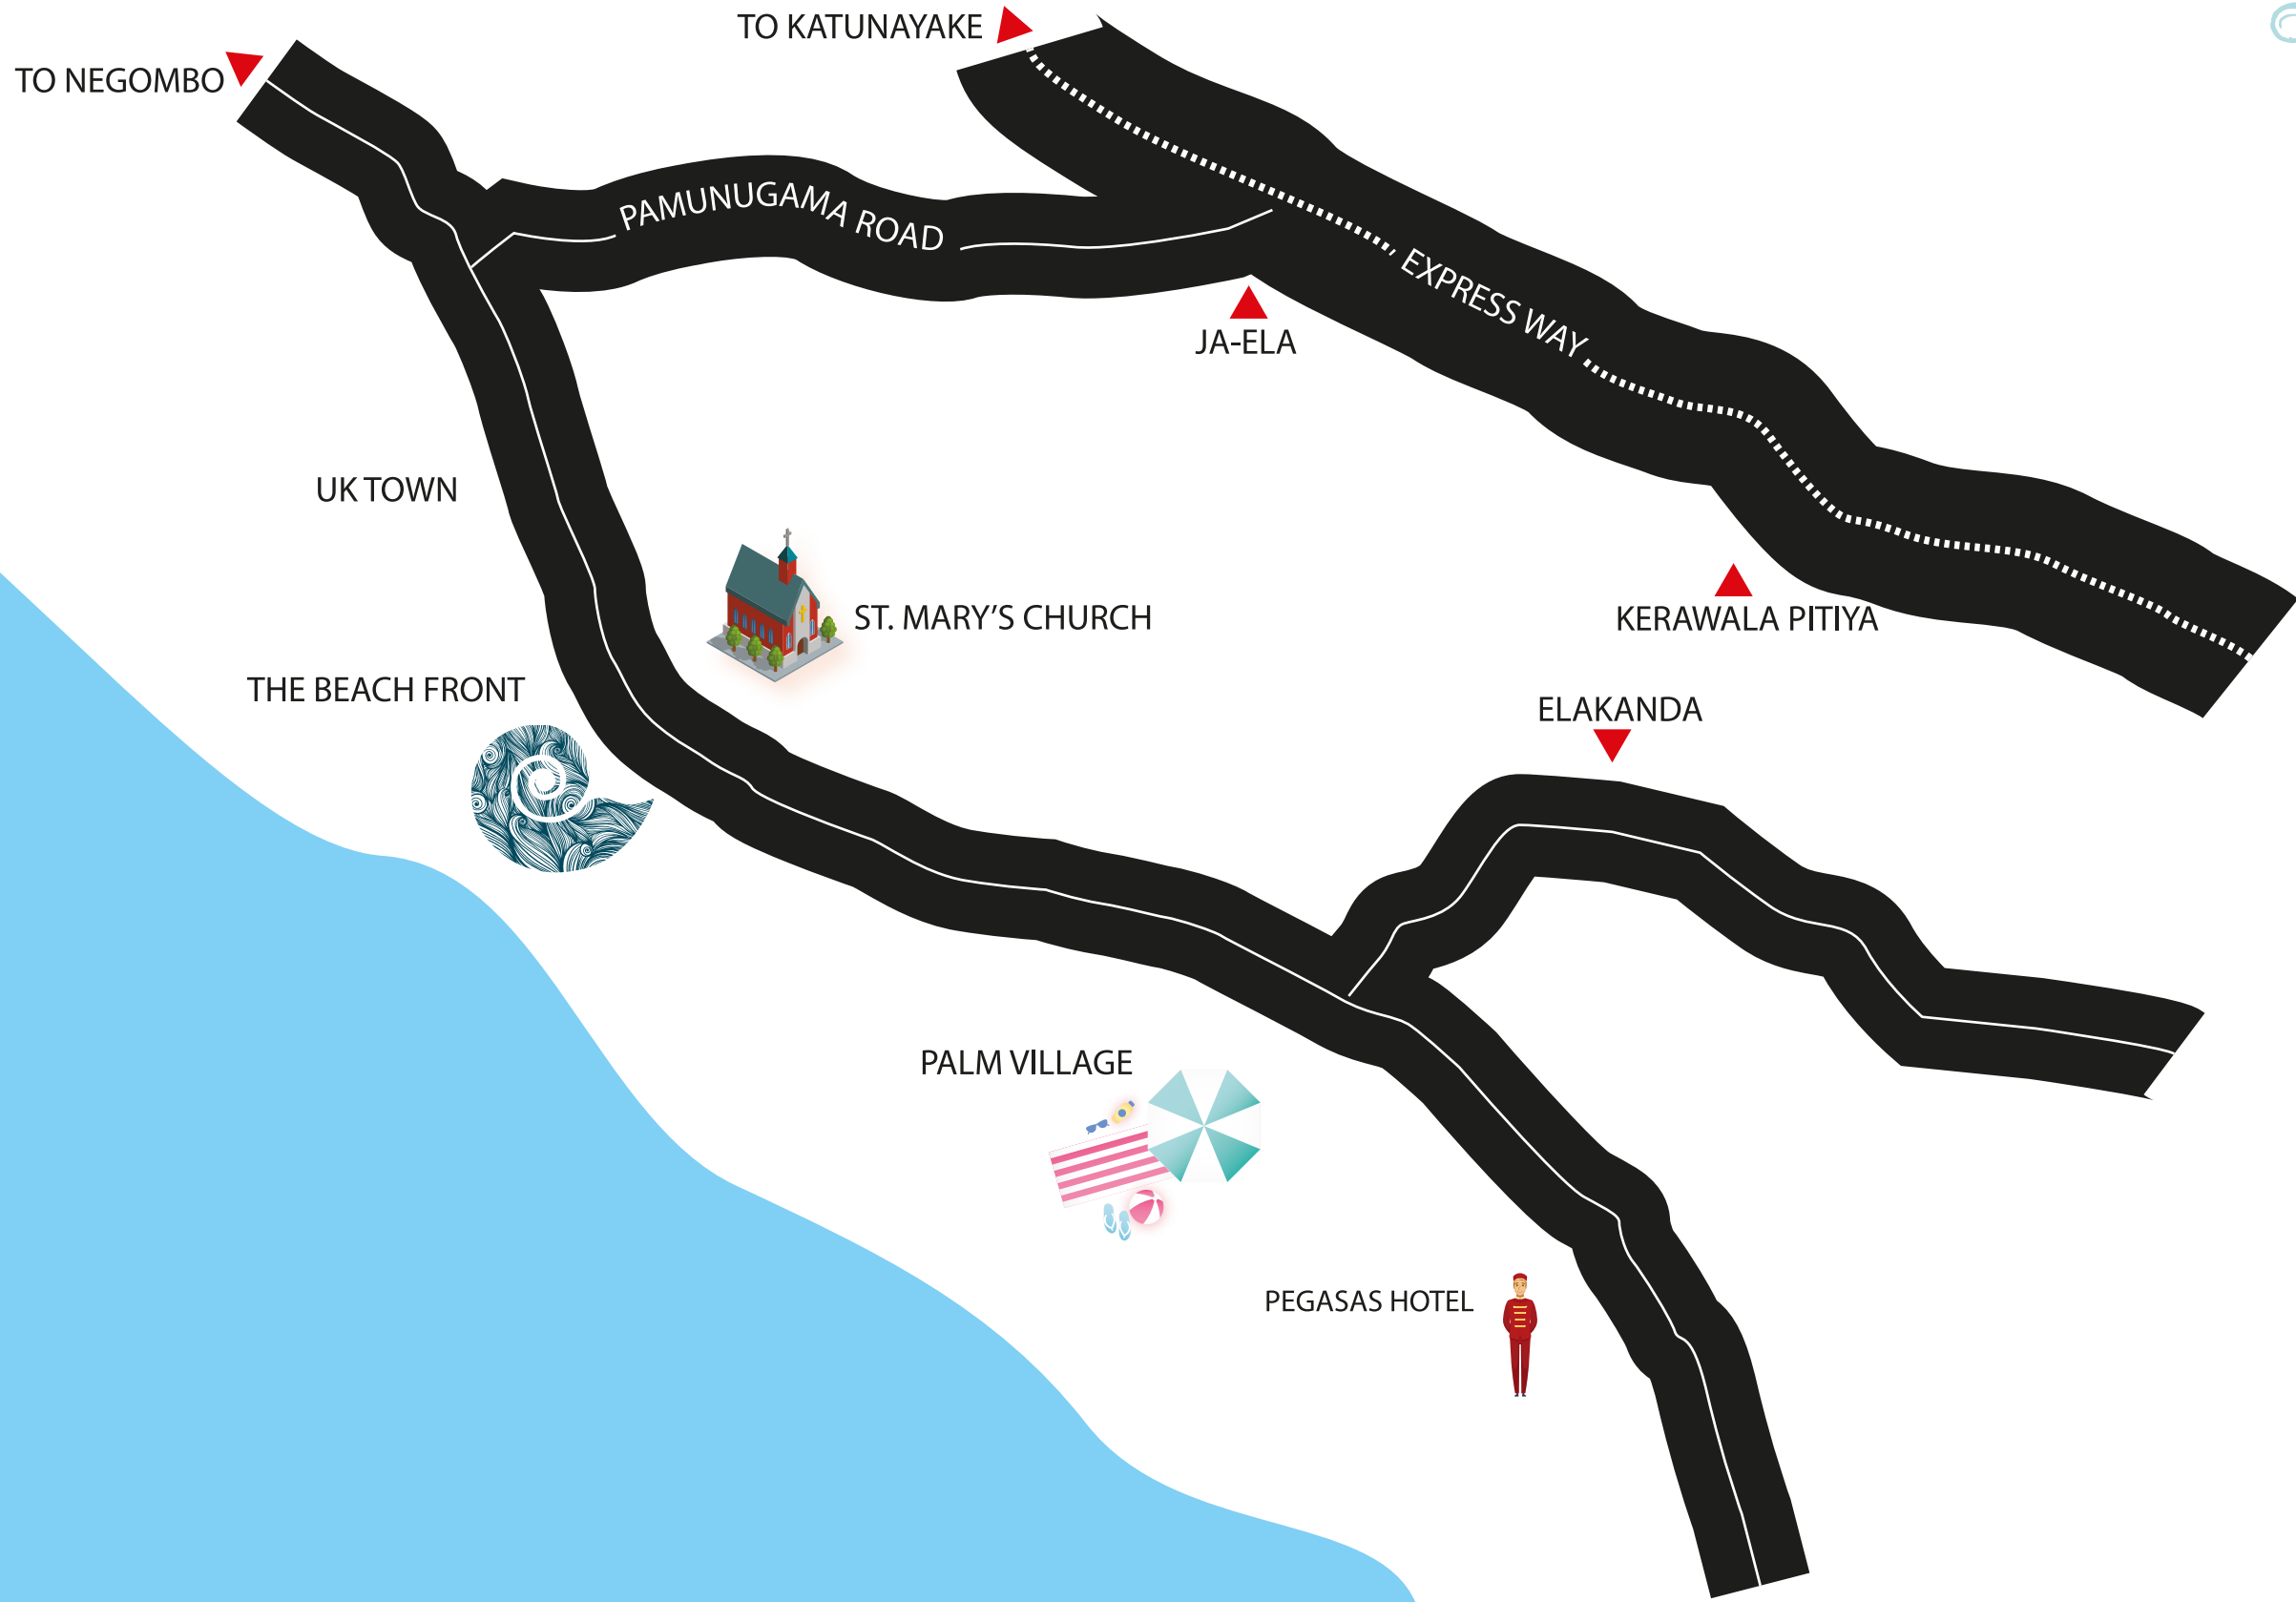 TO KATUNAYAKE
TO NEGOMBO
PAMUNUGAMA ROAD
EXPRESS WAY
JA-ELA
UK TOWN
ST. MARY'S CHURCH
KERAWALA PITIYA
THE BEACH FRONT
ELAKANDA
PALM VILLAGE
PEGASAS HOTEL